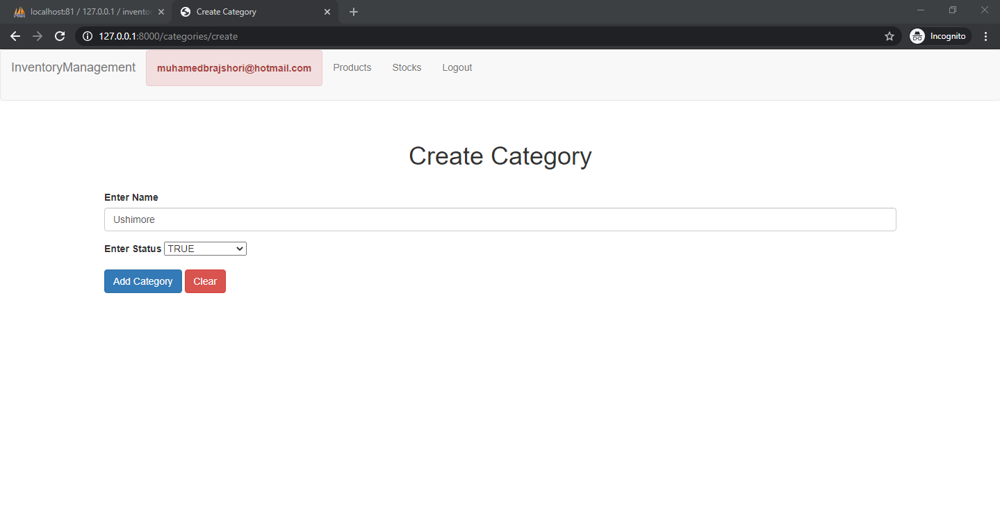 localhost:81 / 127.0.0.1 / invento
Create Category
127.0.0.1:8000/categories/create
Incognito
InventoryManagement
muhamedbrajshori@hotmail.com
Products
Stocks
Logout
Create Category
Enter Name
Ushimore
Enter Status TRUE
Add Category Clear